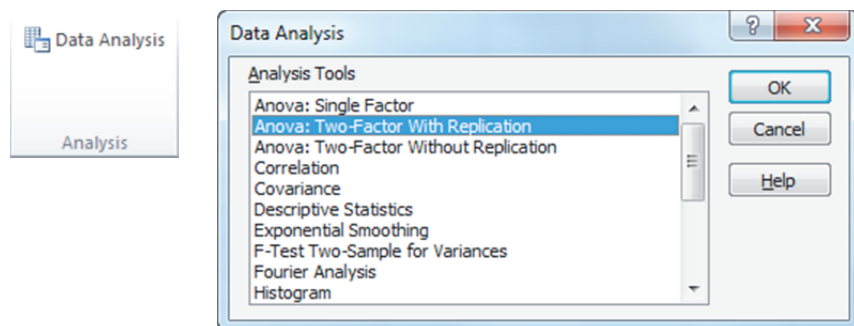 Data Analysis
Analysis
Data Analysis
Analysis Tools
Anova: Single Factor
Anova: Two-Factor With Replication
Anova: Two-Factor Without Replication
Correlation
Covariance
Descriptive Statistics
Exponential Smoothing
F-Test Two-Sample for Variances
Fourier Analysis
Histogram
?
OK
Cancel
Help